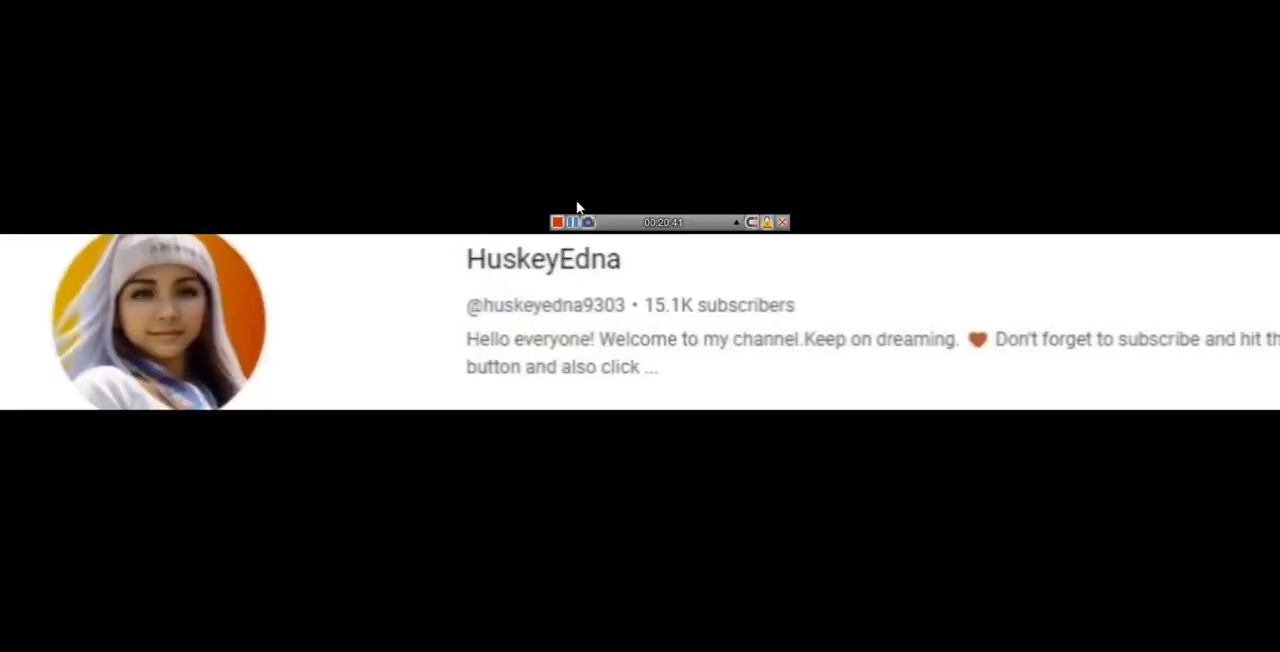 00:20:41
HuskeyEdna
@huskeyedna9303 • 15.1K subscribers
Hello everyone! Welcome to my channel.Keep on dreaming. ❤ Don't forget to subscribe and hit th
button and also click ...